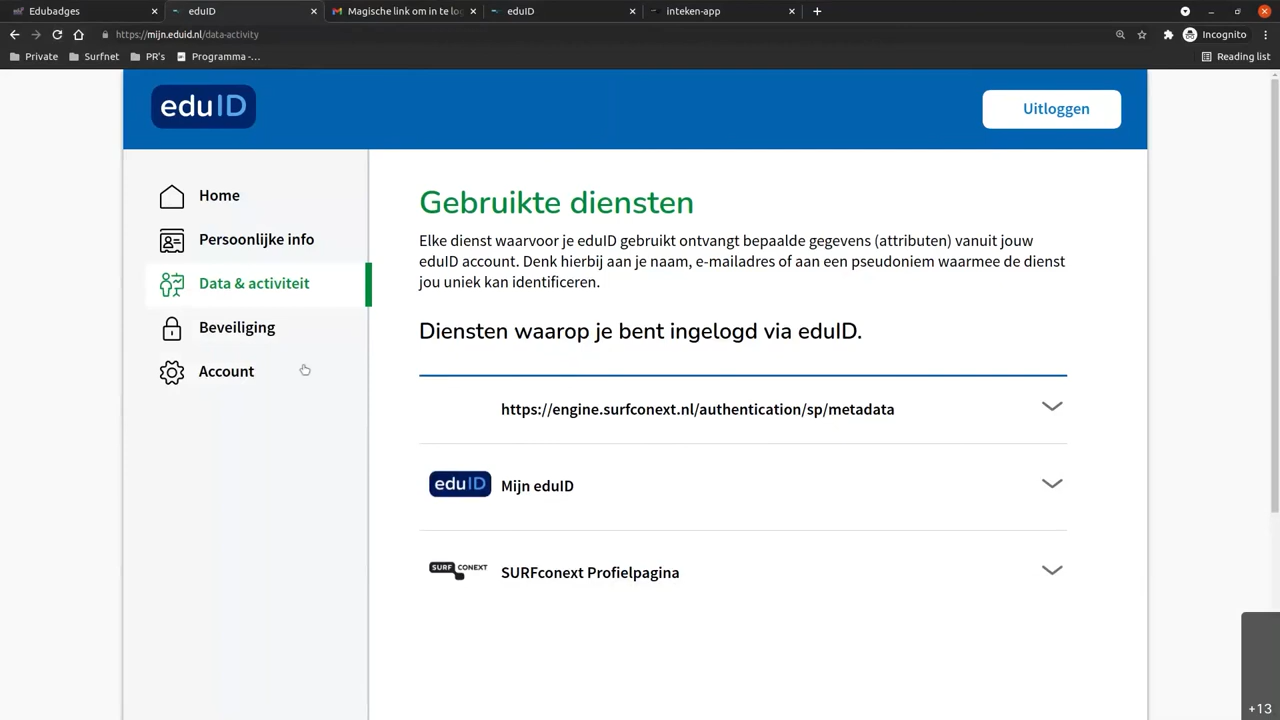 Edubadges
eduID
Magische link om in te lo
eduID
inteken-app
https://mijn.eduid.nl/data-activity
Incognito
Private
Surfnet
PR's
Programma -...
Reading list
eduID
Uitloggen
Home
Persoonlijke info
Data & activiteit
Beveiliging
Account
Gebruikte diensten
Elke dienst waarvoor je eduID gebruikt ontvangt bepaalde gegevens (attributen) vanuit jouw
eduID account. Denk hierbij aan je naam, e-mailadres of aan een pseudoniem waarmee de dienst
jou uniek kan identificeren.
Diensten waarop je bent ingelogd via eduID.
https://engine.surfconext.nl/authentication/sp/metadata
eduID
Mijn eduID
SURF CONEXT
SURFconext Profielpagina
+13